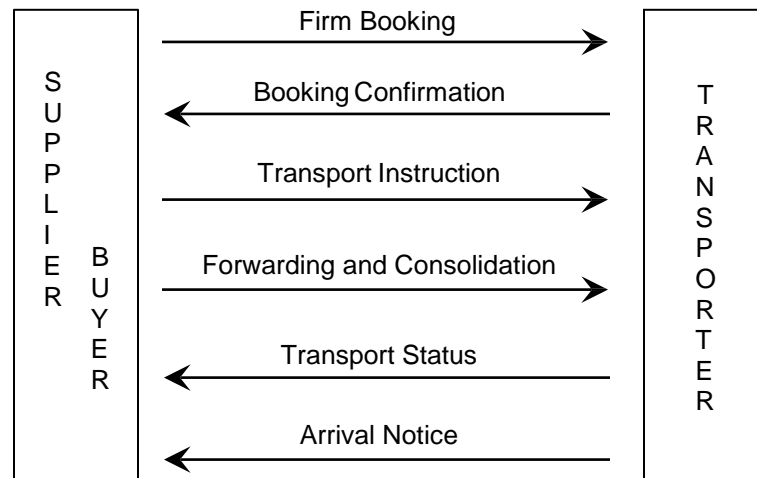 Firm Booking
SUPPLIER
Booking Confirmation
TRANSPORTER
Transport Instruction
BUYER
Forwarding and Consolidation
Transport Status
Arrival Notice